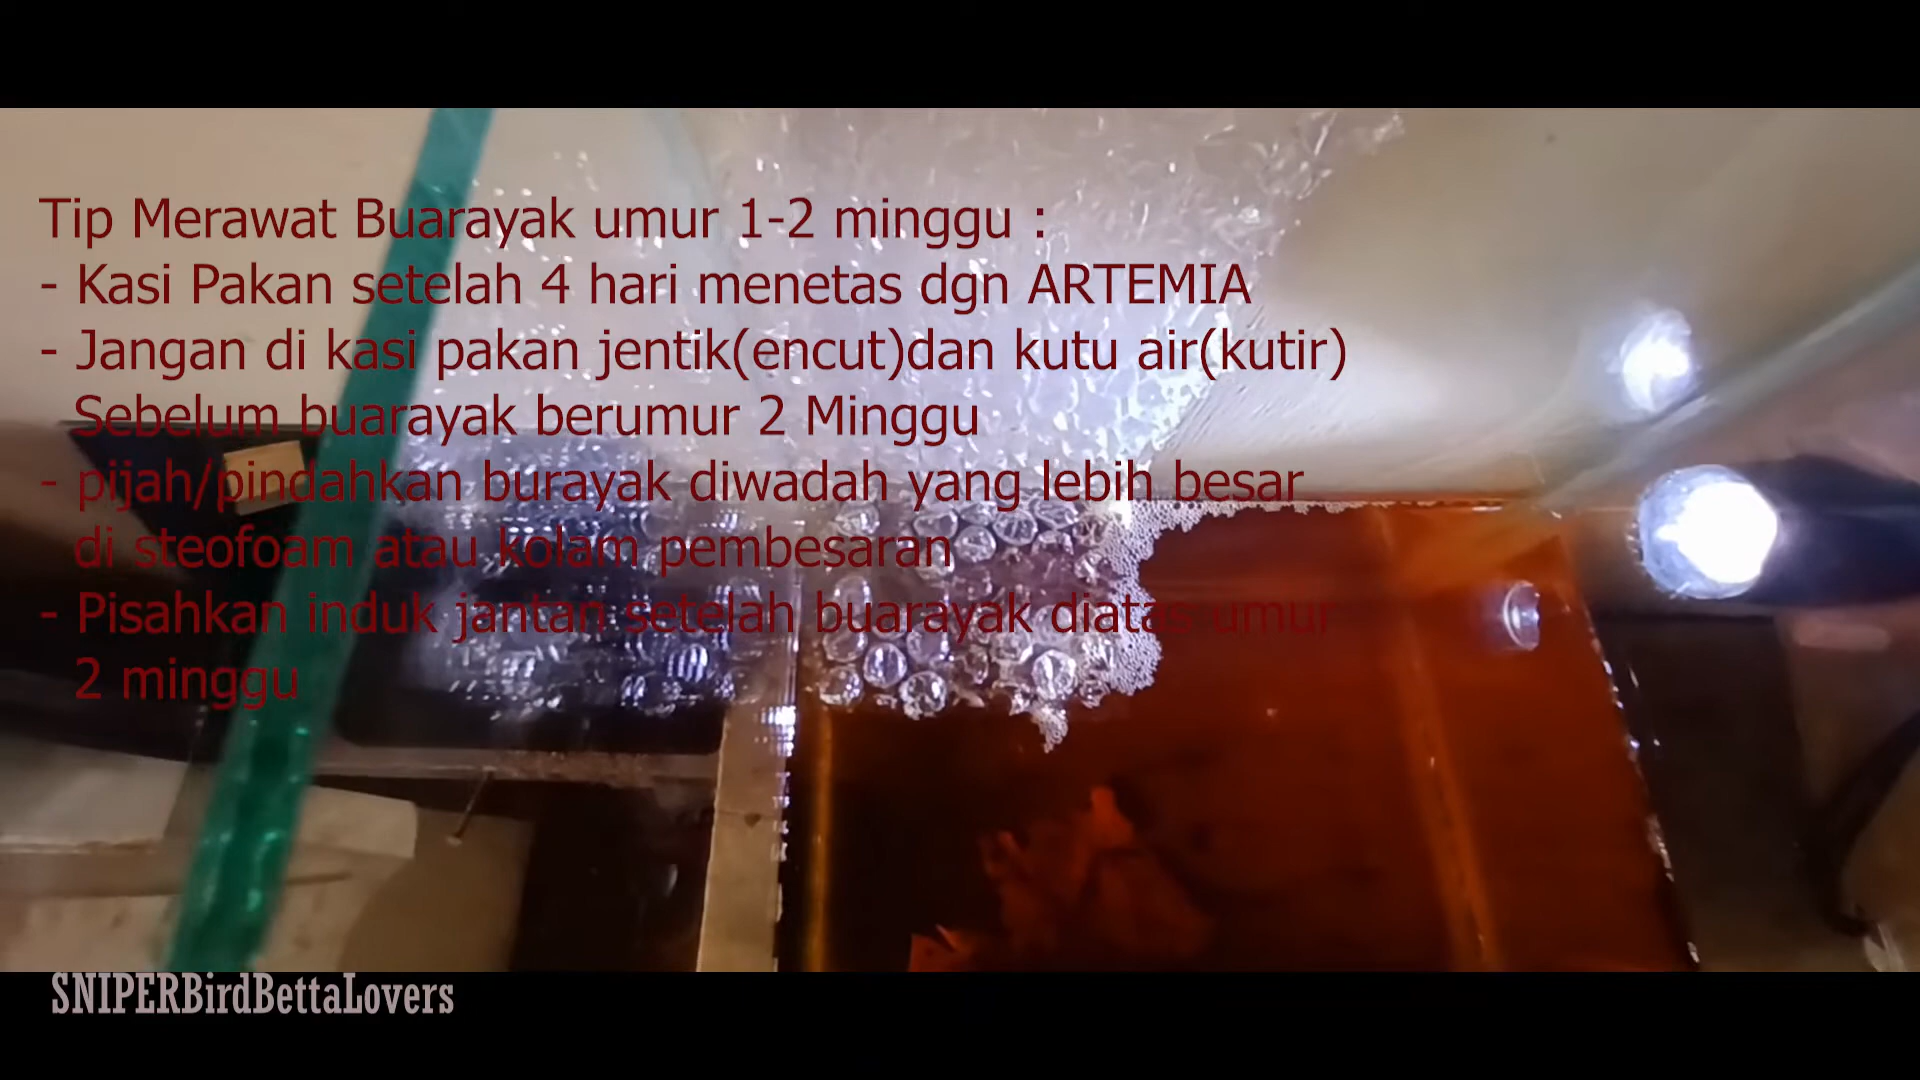 Tip Merawat Buarayak umur 1-2 minggu :
- Kasi Pakan setelah 4 hari menetas dgn ARTEMIA
- Jangan di kasi pakan jentik(encut)dan kutu air(kutir)
Sebelum buarayak berumur 2 Minggu
- pijah/pindahkan burayak diwadah yang lebih besar
di steofoam atau kolam pembesaran
- Pisahkan induk jantan setelah buarayak diatas umur
2 minggu
SNIPERBirdBettaLovers